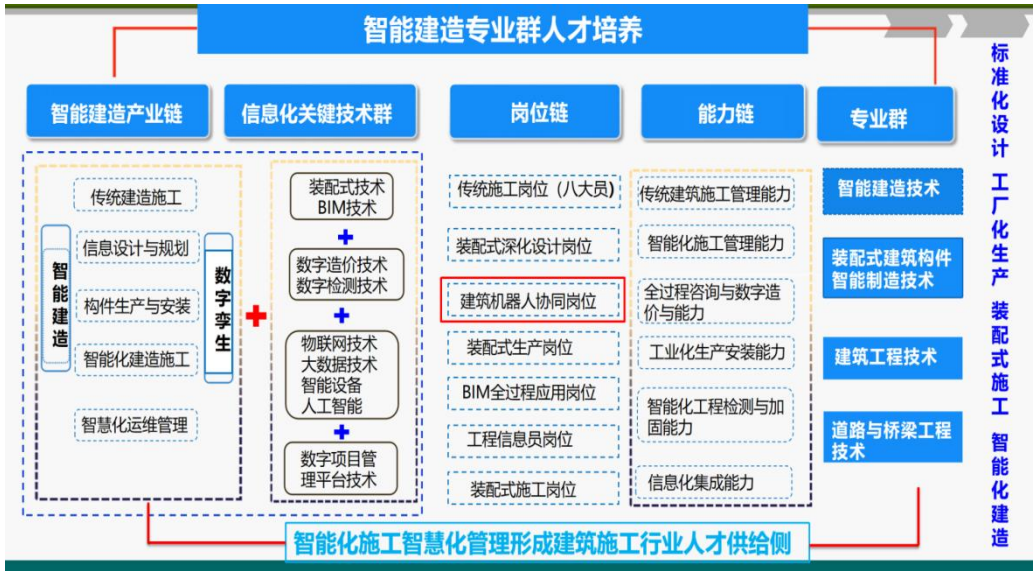 智能建造专业群人才培养
智能建造产业链
信息化关键技术群
岗位链
能力链
专业群
智能建造
传统建造施工
信息设计与规划
构件生产与安装
智能化建造施工
智慧化运维管理
数字孪生
装配式技术
BIM技术
数字造价技术
数字检测技术
物联网技术
大数据技术
智能设备
人工智能
数字项目管
理平台技术
传统施工岗位（八大员)
装配式深化设计岗位
建筑机器人协同岗位
装配式生产岗位
BIM全过程应用岗位
工程信息员岗位
装配式施工岗位
传统建筑施工管理能力
智能化施工管理能力
全过程咨询与数字造
价与能力
工业化生产安装能力
智能化工程检测与加
固能力
信息化集成能力
智能建造技术
装配式建筑构件
智能制造技术
建筑工程技术
道路与桥梁工程
技术
标准化设计 工厂化生产 装配式施工 智能化建造
智能化施工智慧化管理形成建筑施工行业人才供给侧